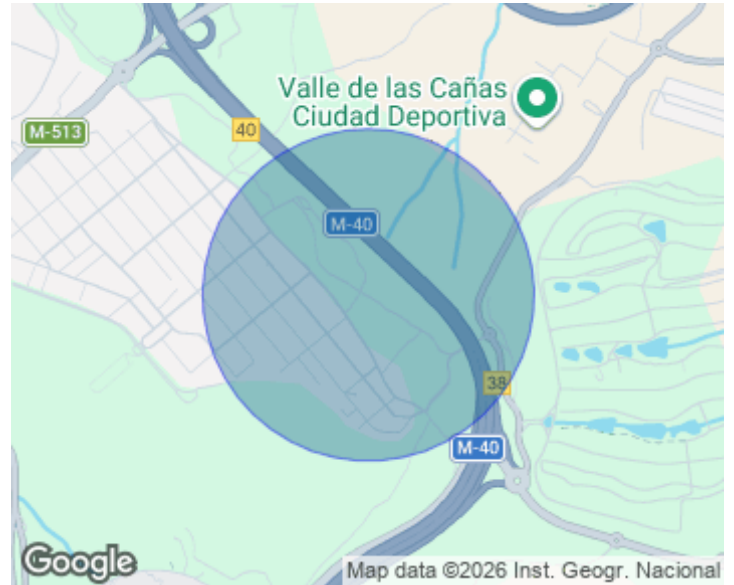 Valle de las Cañas
Ciudad Deportiva
M-513
40
M-40
38
M-40
Google
Map data ©2026 Inst. Geogr. Nacional